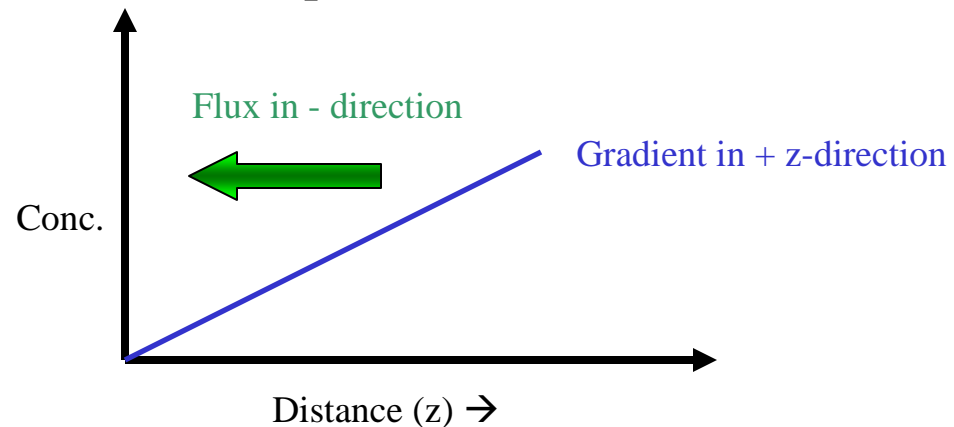 Flux in - direction
Gradient in + z-direction
Conc.
Distance (z) →